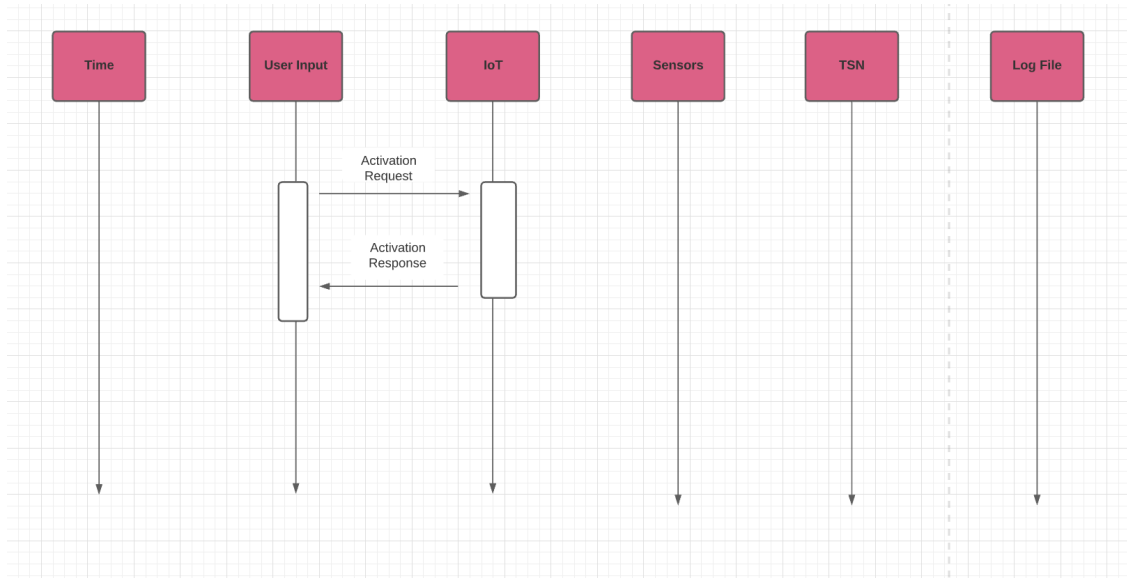 Time
User Input
IoT
Sensors
TSN
Log File
Activation
Request
Activation
Response